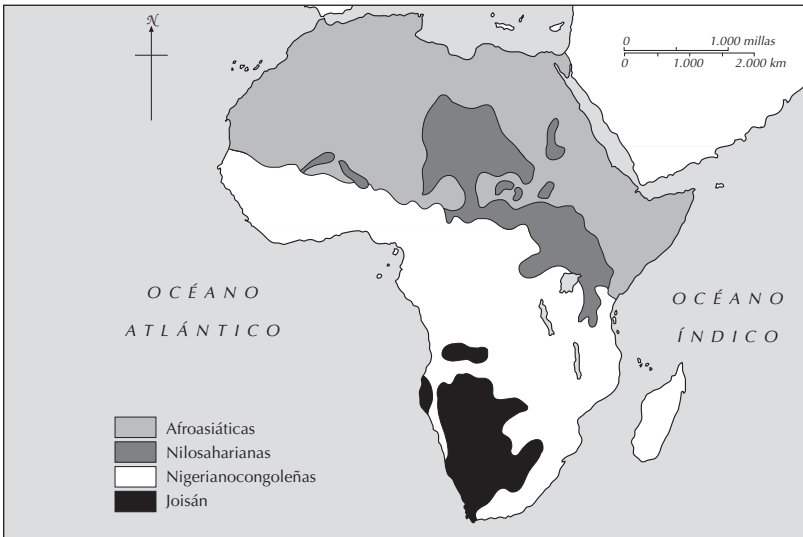 N
0 1.000 millas
0 1.000 2.000 km
OCÉANO
ATLÁNTICO
OCÉANO
ÍNDICO
Afroasiáticas
Nilosaharianas
Nigerianocongoleñas
Joisán